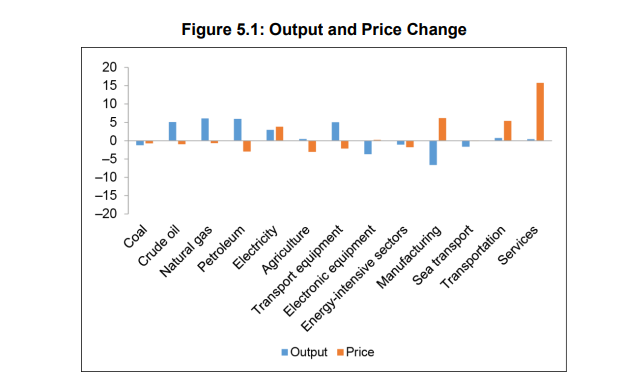 Figure 5.1: Output and Price Change
20
15
10
5
0
–5
–10
–15
–20
Coal
Crude oil
Natural gas
Petroleum
Electricity
Agriculture
Transport equipment
Electronic equipment
Energy-intensive sectors
Manufacturing
Sea transport
Transportation
Services
Output Price